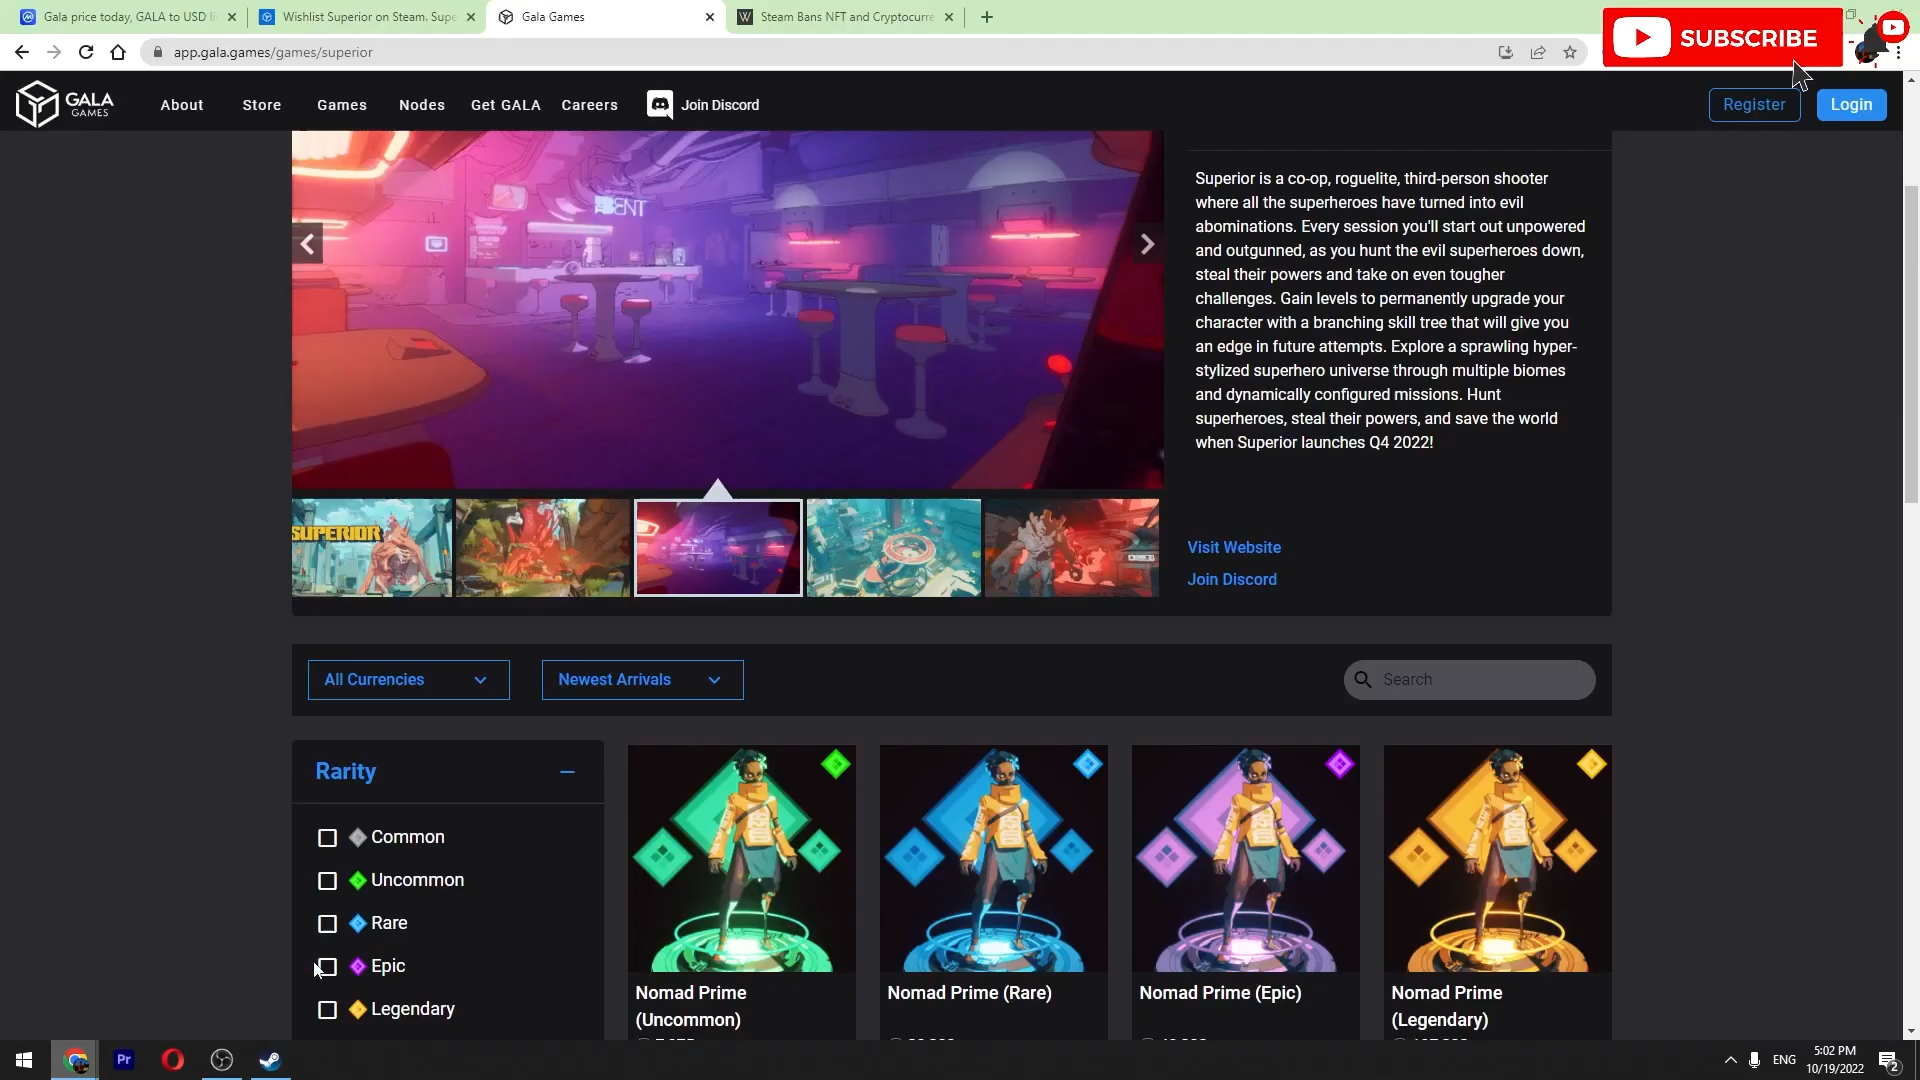 Gala price today, GALA to USD li
Wishlist Superior on Steam. Supe
Gala Games
Steam Bans NFT and Cryptocurre
SUBSCRIBE
app.gala.games/games/superior
GALA
GAMES
About
Store
Games
Nodes
Get GALA
Careers
Join Discord
Register
Login
Superior is a co-op, roguelite, third-person shooter
where all the superheroes have turned into evil
abominations. Every session you'll start out unpowered
and outgunned, as you hunt the evil superheroes down,
steal their powers and take on even tougher
challenges. Gain levels to permanently upgrade your
character with a branching skill tree that will give you
an edge in future attempts. Explore a sprawling hyper-
stylized superhero universe through multiple biomes
and dynamically configured missions. Hunt
superheroes, steal their powers, and save the world
when Superior launches Q4 2022!
SUPERIOR
Visit Website
Join Discord
All Currencies
Newest Arrivals
Search
Rarity
Common
Uncommon
Rare
Epic
Legendary
Nomad Prime
(Uncommon)
Nomad Prime (Rare)
Nomad Prime (Epic)
Nomad Prime
(Legendary)
Pr
ENG
5:02 PM
10/19/2022
2